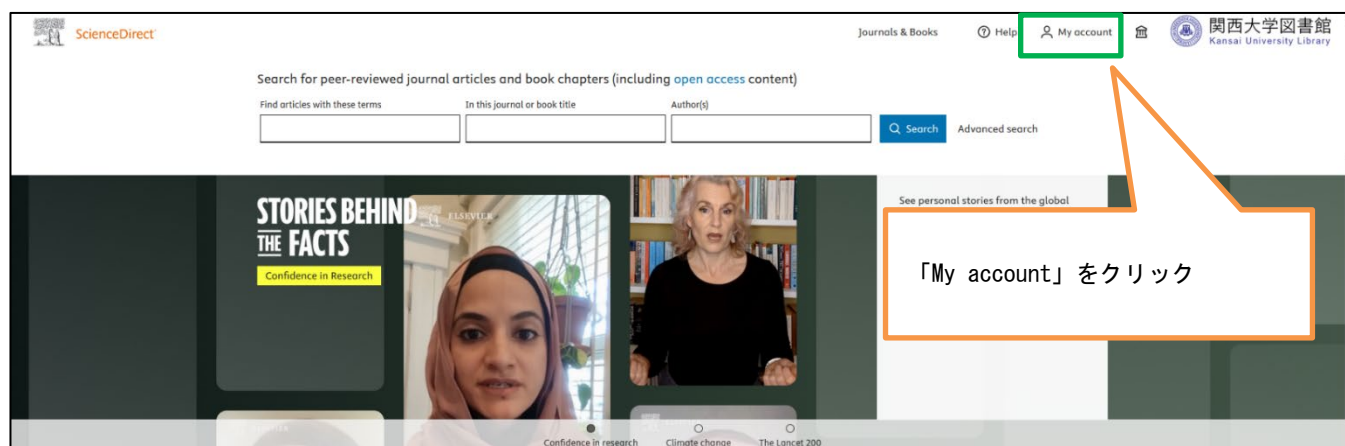 ScienceDirect
Journals & Books
Help
My account
関西大学図書館
Kansai University Library
Search for peer-reviewed journal articles and book chapters (including open access content)
Find articles with these terms
In this journal or book title
Author(s)
Search
Advanced search
STORIES BEHIND
THE FACTS
Confidence in Research
ELSEVIER
See personal stories from the global
「My account」をクリック
Confidence in research
Climate change
The Lancet 200